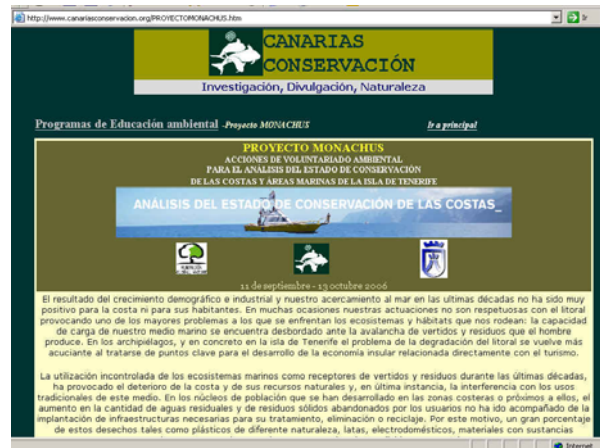 http://www.canariasconservacion.org/PROYECTOMONACHUS.htm
Ir
CANARIAS
CONSERVACIÓN
Investigación, Divulgación, Naturaleza
Programas de Educación ambiental -Proyecto MONACHUS
Ir a principal
PROYECTO MONACHUS
ACCIONES DE VOLUNTARIADO AMBIENTAL
PARA EL ANÁLISIS DEL ESTADO DE CONSERVACIÓN
DE LAS COSTAS Y ÁREAS MARINAS DE LA ISLA DE TENERIFE
ANÁLISIS DEL ESTADO DE CONSERVACIÓN DE LAS COSTAS_
11 de septiembre - 13 octubre 2006
El resultado del crecimiento demográfico e industrial y nuestro acercamiento al mar en las ultimas décadas no ha sido muy
positivo para la costa ni para sus habitantes. En muchas ocasiones nuestras actuaciones no son respetuosas con el litoral
provocando uno de los mayores problemas a los que se enfrentan los ecosistemas y hábitats que nos rodean: la capacidad
de carga de nuestro medio marino se encuentra desbordado ante la avalancha de vertidos y residuos que el hombre
produce. En los archipiélagos, y en concreto en la isla de Tenerife el problema de la degradación del litoral se vuelve más
acuciante al tratarse de puntos clave para el desarrollo de la economía insular relacionada directamente con el turismo.
La utilización incontrolada de los ecosistemas marinos como receptores de vertidos y residuos durante las últimas décadas,
ha provocado el deterioro de la costa y de sus recursos naturales y, en última instancia, la interferencia con los usos
tradicionales de este medio. En los núcleos de población que se han desarrollado en las zonas costeras o próximos a ellos, el
aumento en la cantidad de aguas residuales y de residuos sólidos abandonados por los usuarios no ha ido acompañado de la
implantación de infraestructuras necesarias para su tratamiento, eliminación o reciclaje. Por este motivo, un gran porcentaje
de estos desechos tales como plásticos de diferente naturaleza, latas, electrodomésticos, materiales con sustancias
Internet